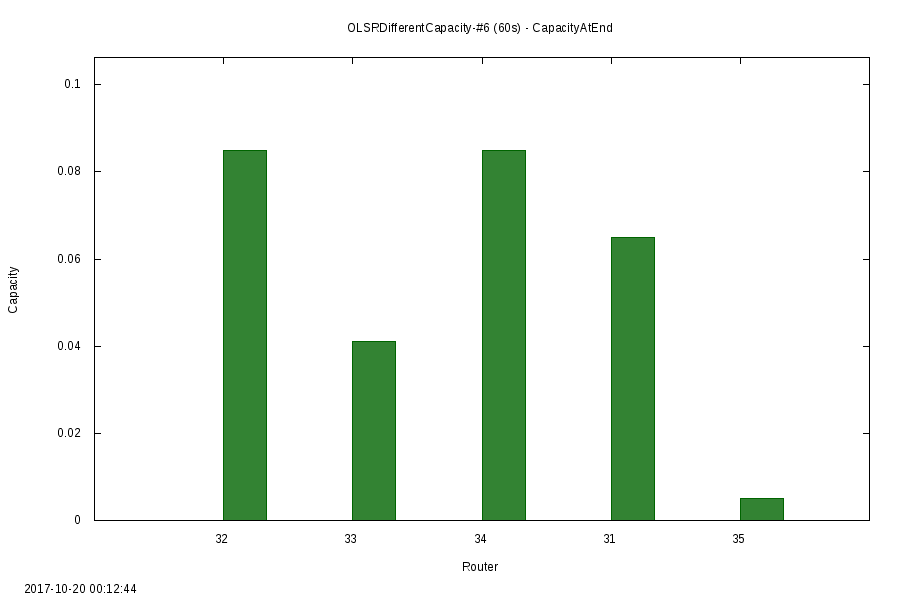 OLSRDifferentCapacity-#6 (60s) - CapacityAtEnd
0.1
0.08
0.06
0.04
0.02
0
Capacity
32 33 34 31 35
Router
2017-10-20 00:12:44